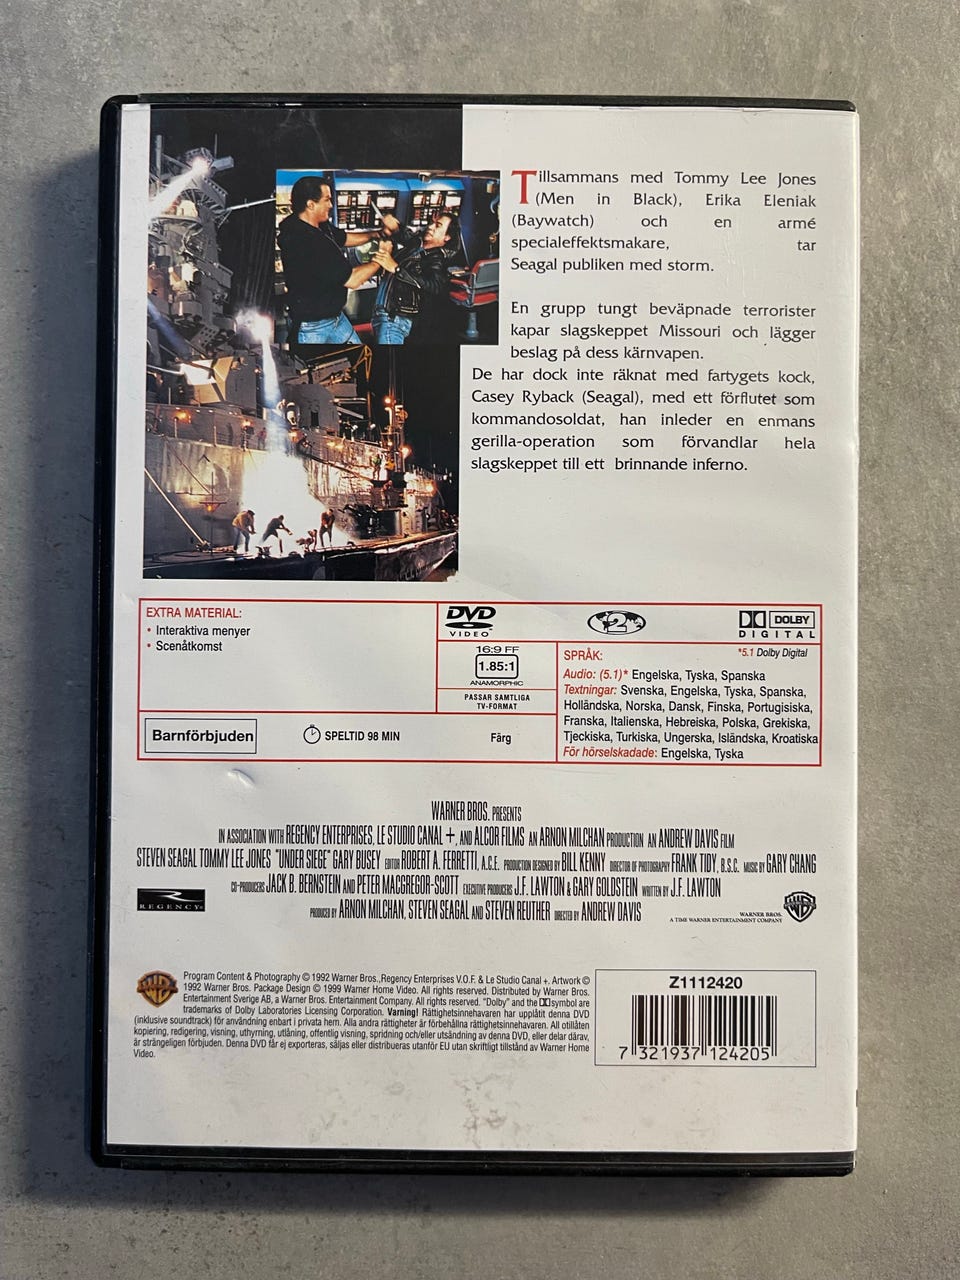 Tillsammans med Tommy Lee Jones
(Men in Black), Erika Eleniak
(Baywatch) och en armé
specialeffektsmakare, tar
Seagal publiken med storm.
En grupp tungt beväpnade terrorister
kapar slagskeppet Missouri och lägger
beslag på dess kärnvapen.
De har dock inte räknat med fartygets kock,
Casey Ryback (Seagal), med ett förflutet som
kommandosoldat, han inleder en enmans
gerilla-operation som förvandlar hela
slagskeppet till ett brinnande inferno.
EXTRA MATERIAL:
• Interaktiva menyer
• Scenåtkomst
DVD
VIDEO
2
DOLBY
DIGITAL
*5.1 Dolby Digital
16:9 FF
1.85:1
ANAMORPHIC
PASSAR SAMTLIGA
TV-FORMAT
SPRÅK:
Audio: (5.1)* Engelska, Tyska, Spanska
Textningar: Svenska, Engelska, Tyska, Spanska,
Holländska, Norska, Dansk, Finska, Portugisiska,
Franska, Italienska, Hebreiska, Polska, Grekiska,
Tjeckiska, Turkiska, Ungerska, Isländska, Kroatiska
För hörselskadade: Engelska, Tyska
Barnförbjuden
SPELTID 98 MIN
Färg
WARNER BROS. PRESENTS
IN ASSOCIATION WITH REGENCY ENTERPRISES, LE STUDIO CANAL +, AND ALCOR FILMS AN ARNON MILCHAN PRODUCTION AN ANDREW DAVIS FILM
STEVEN SEAGAL TOMMY LEE JONES "UNDER SIEGE" GARY BUSEY EDITOR ROBERT A. FERRETTI, A.C.E. PRODUCTION DESIGNED BY BILL KENNY DIRECTOR OF PHOTOGRAPHY FRANK TIDY, B.S.C. MUSIC BY GARY CHANG
CO-PRODUCERS JACK B. BERNSTEIN AND PETER MACGREGOR-SCOTT EXECUTIVE PRODUCERS J.F. LAWTON & GARY GOLDSTEIN WRITTEN BY J.F. LAWTON
PRODUCED BY ARNON MILCHAN, STEVEN SEAGAL AND STEVEN REUTHER DIRECTED BY ANDREW DAVIS
REGENCY
WARNER BROS.
A TIME WARNER ENTERTAINMENT COMPANY
Program Content & Photography © 1992 Warner Bros.,Regency Enterprises V.O.F. & Le Studio Canal +. Artwork ©
1992 Warner Bros. Package Design © 1999 Warner Home Video. All rights reserved. Distributed by Warner Bros.
Entertainment Sverige AB, a Warner Bros. Entertainment Company. All rights reserved. "Dolby" and the symbol are
trademarks of Dolby Laboratories Licensing Corporation. Varning! Rättighetsinnehavaren har upplåtit denna DVD
(inklusive soundtrack) för användning enbart i privata hem. Alla andra rättigheter är förbehållna rättighetsinnehavaren. All otillåten
kopiering, redigering, visning, uthyrning, utlåning, offentlig visning, spridning och/eller utsändning av denna DVD, eller delar därav,
är strängeligen förbjuden. Denna DVD får ej exporteras, säljas eller distribueras utanför EU utan skriftligt tillstånd av Warner Home
Video.
Z1112420
7 321937 124205